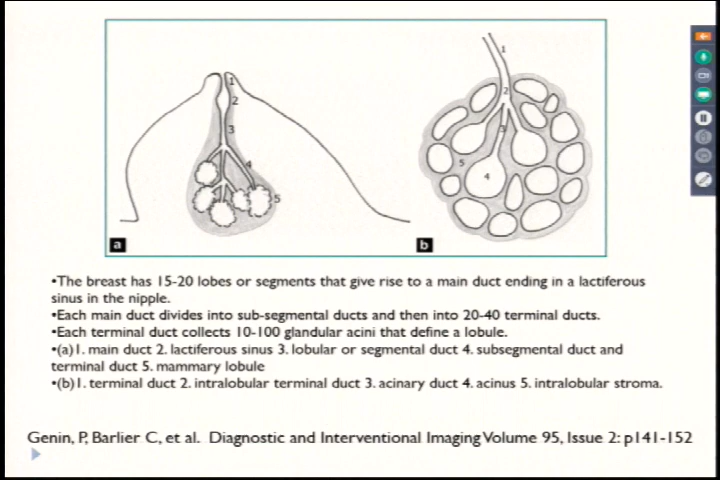 1
2
3
4
5
a
1
2
3
5
4
b
•The breast has 15-20 lobes or segments that give rise to a main duct ending in a lactiferous
sinus in the nipple.
•Each main duct divides into sub-segmental ducts and then into 20-40 terminal ducts.
•Each terminal duct collects 10-100 glandular acini that define a lobule.
•(a)1. main duct 2. lactiferous sinus 3. lobular or segmental duct 4. subsegmental duct and
terminal duct 5. mammary lobule
•(b)1. terminal duct 2. intralobular terminal duct 3. acinary duct 4. acinus 5. intralobular stroma.
Genin, P, Barlier C, et al. Diagnostic and Interventional Imaging Volume 95, Issue 2: p141-152